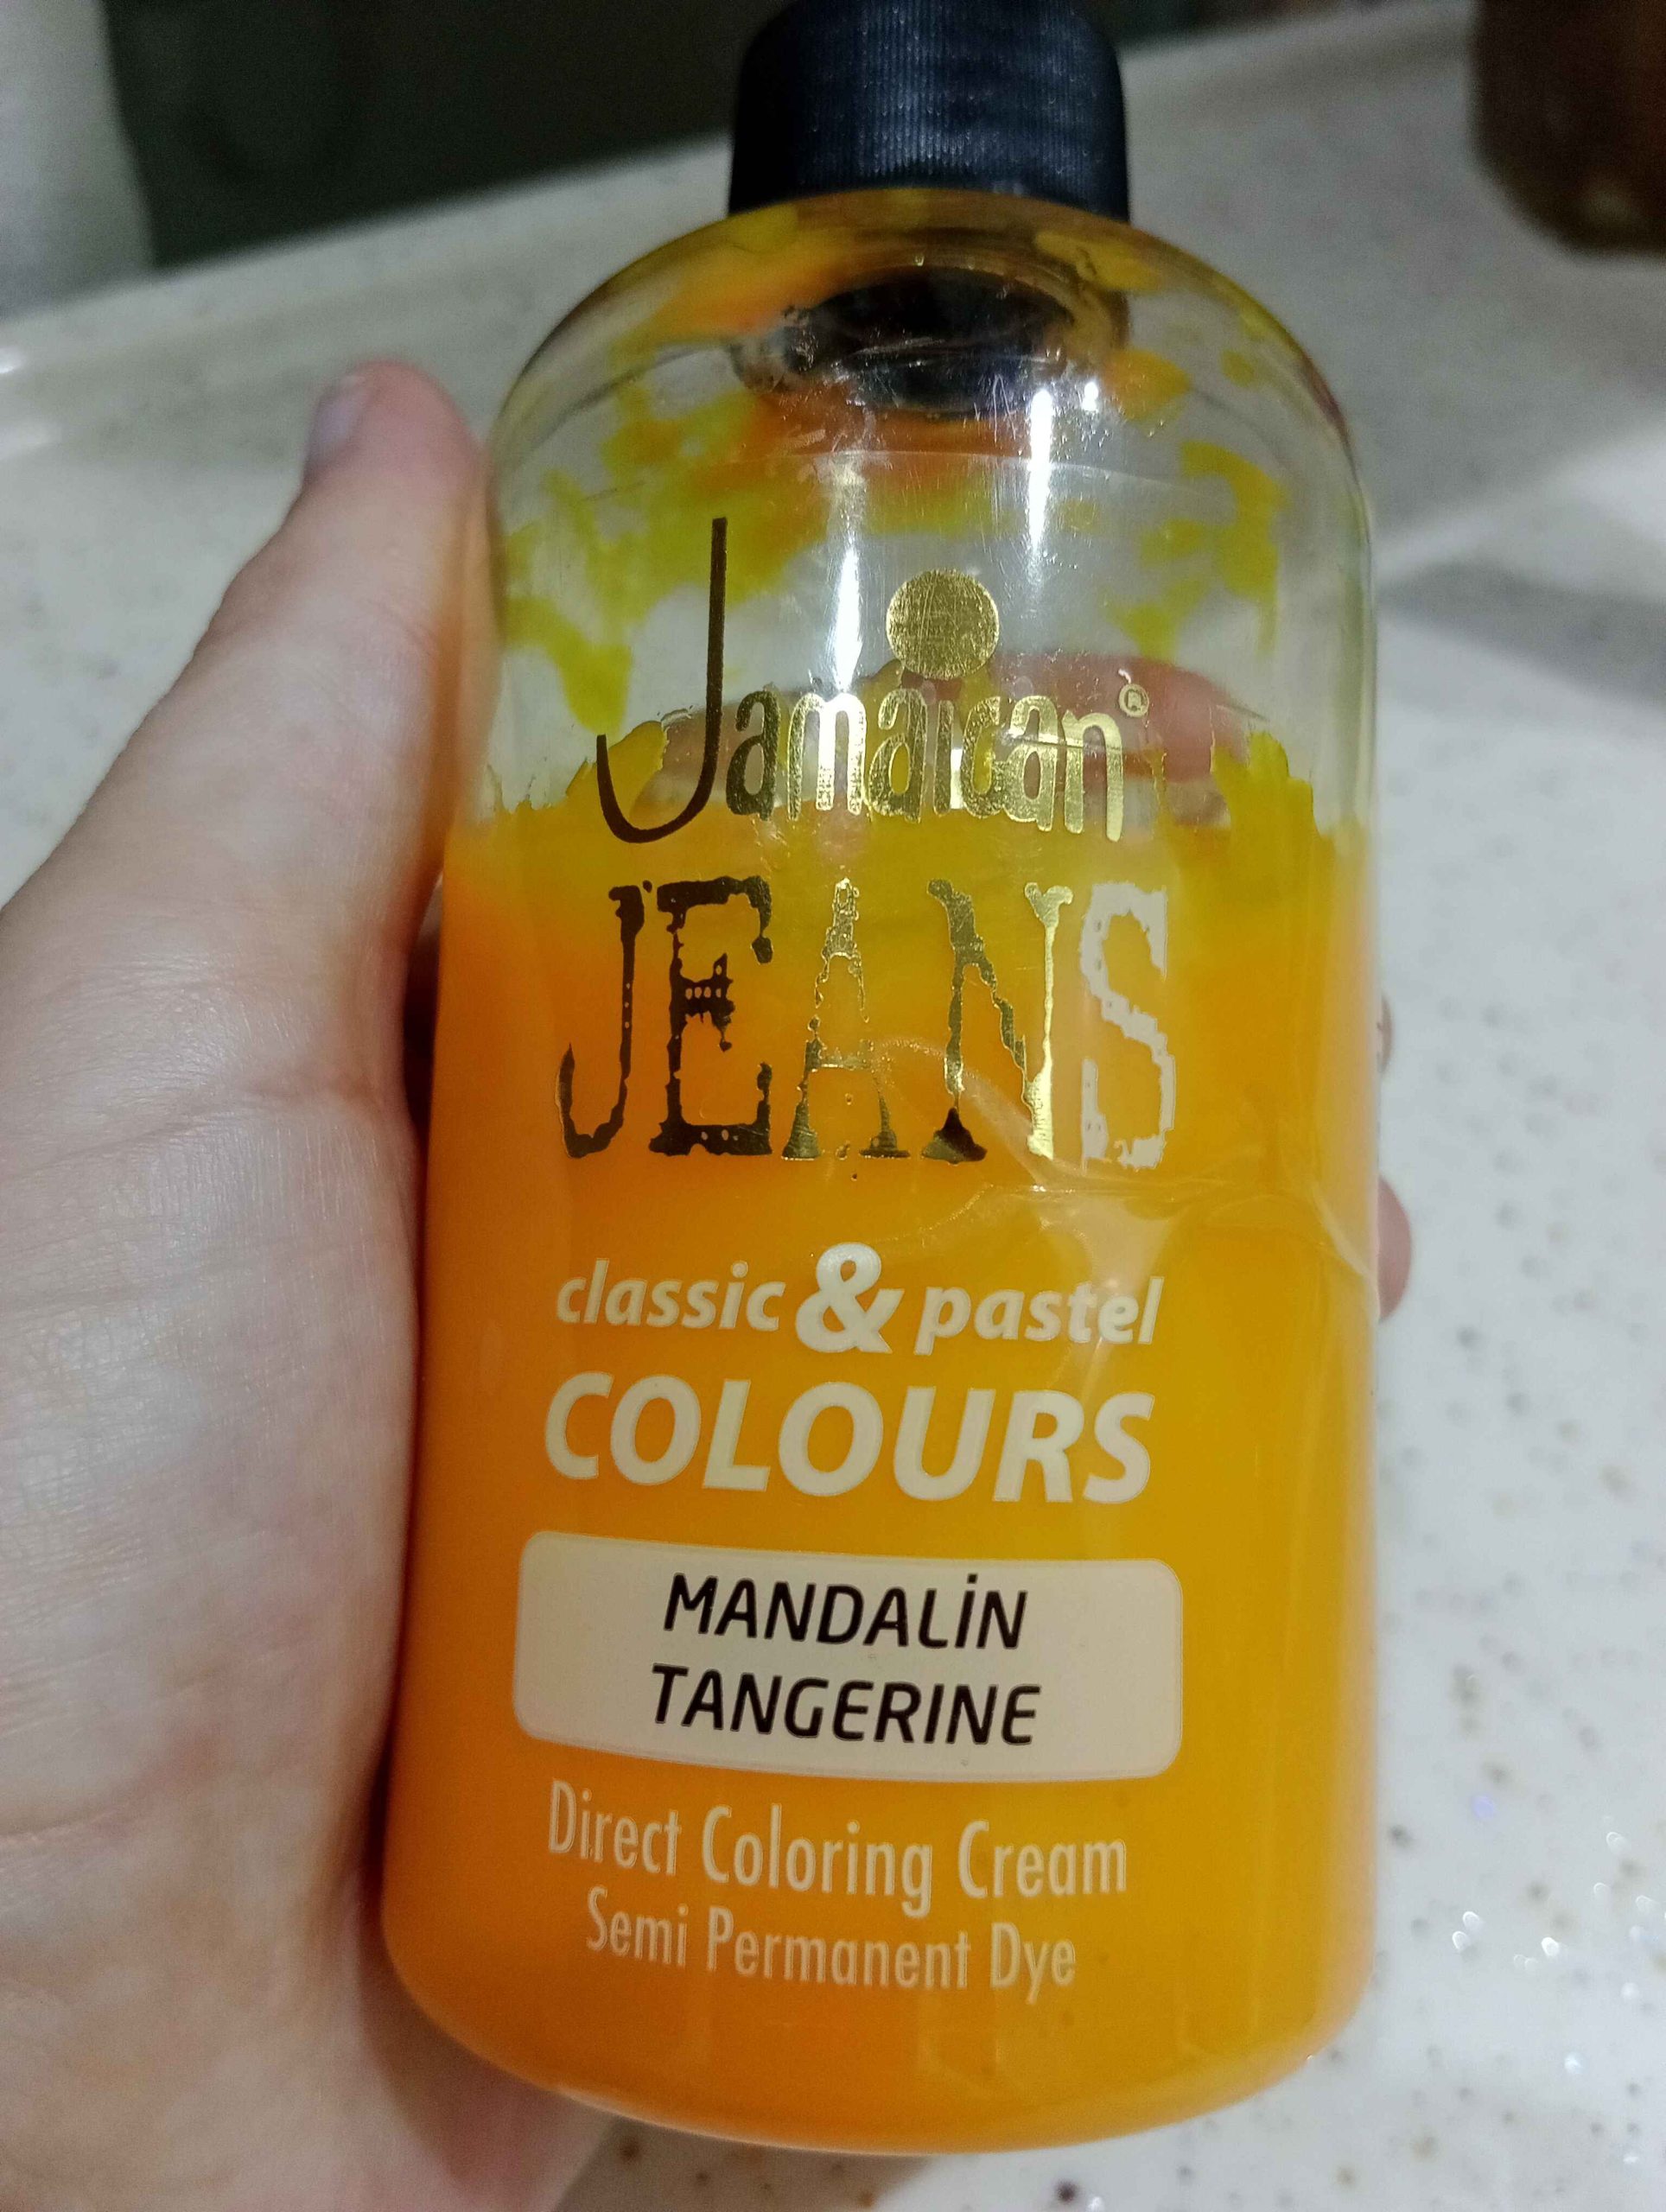 Jamaican®
JEANS
classic & pastel
COLOURS
MANDALİN
TANGERINE
Direct Coloring Cream
Semi Permanent Dye